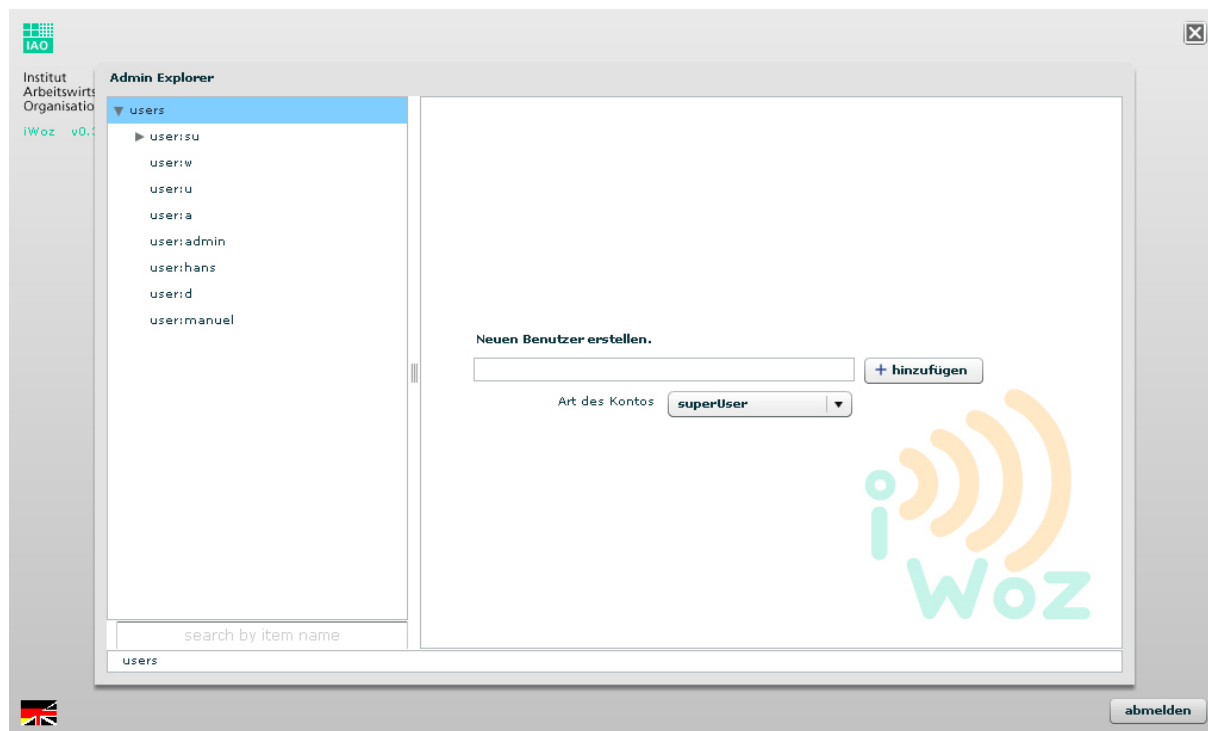 IAO
Institut
Arbeitswirts
Organisatio
iWoz v0.
Admin Explorer
users
user:su
user:w
user:u
user:a
user:admin
user:hans
user:d
user:manuel
search by item name
users
Neuen Benutzer erstellen.
+ hinzufügen
Art des Kontos
superUser
i
Woz
abmelden